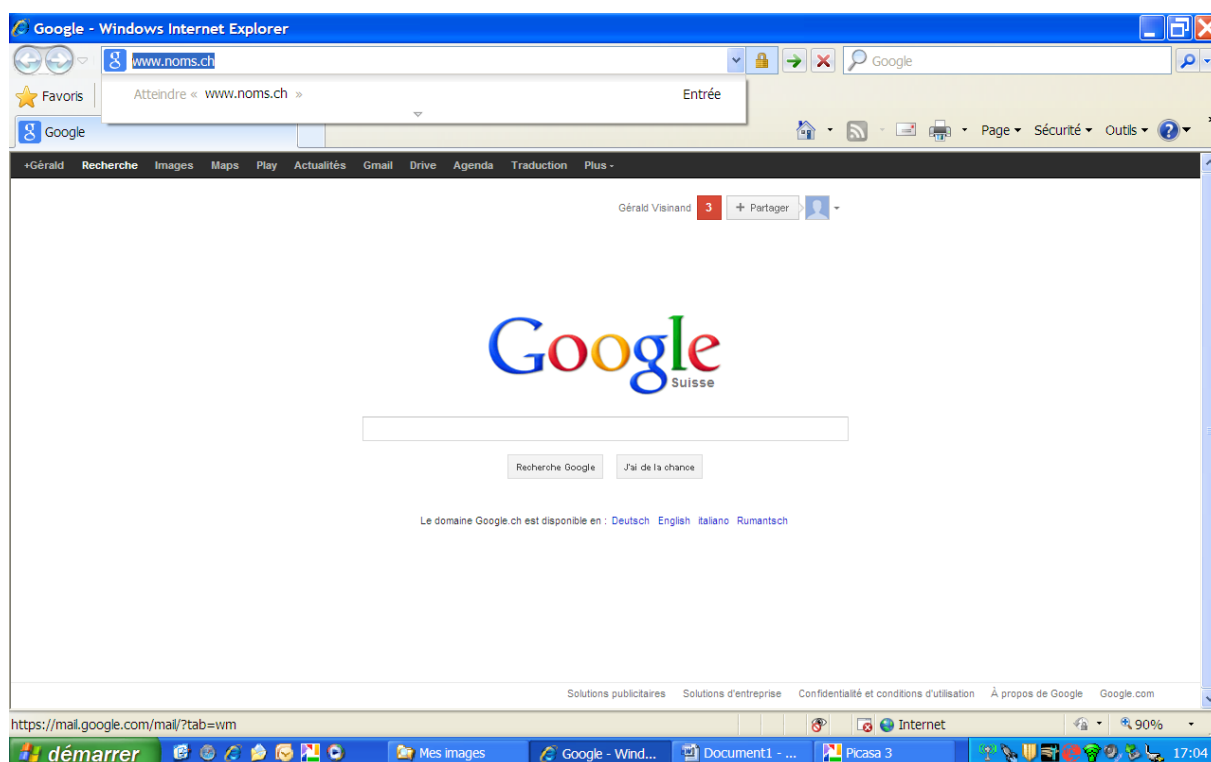 Google - Windows Internet Explorer
www.noms.ch
Google
Favoris
Atteindre « www.noms.ch »
Entrée
Google
Page
Sécurité
Outils
+Gérald Recherche Images Maps Play Actualités Gmail Drive Agenda Traduction Plus
Gérald Visinand 3 + Partager
Google
Suisse
Recherche Google J'ai de la chance
Le domaine Google.ch est disponible en : Deutsch English italiano Rumantsch
Solutions publicitaires Solutions d'entreprise Confidentialité et conditions d'utilisation À propos de Google Google.com
https://mail.google.com/mail/?tab=wm
Internet
90%
démarrer
Mes images
Google - Wind...
Document1 - ...
Picasa 3
17:04